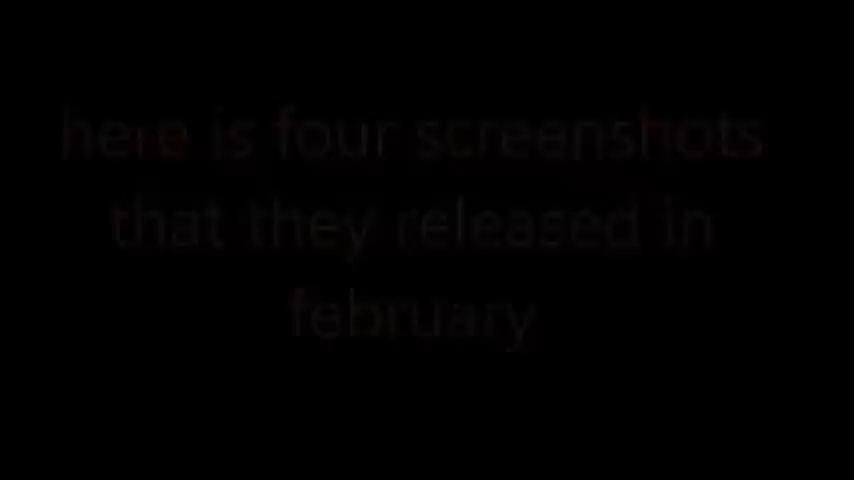 here is four screenshots
that they released in
february